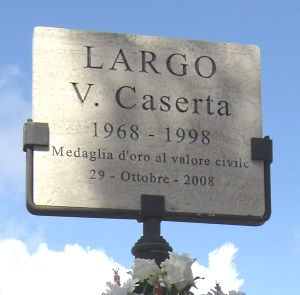 LARGO
V. Caserta
1968 - 1998
Medaglia d'oro al valore civile
29 - Ottobre - 2008